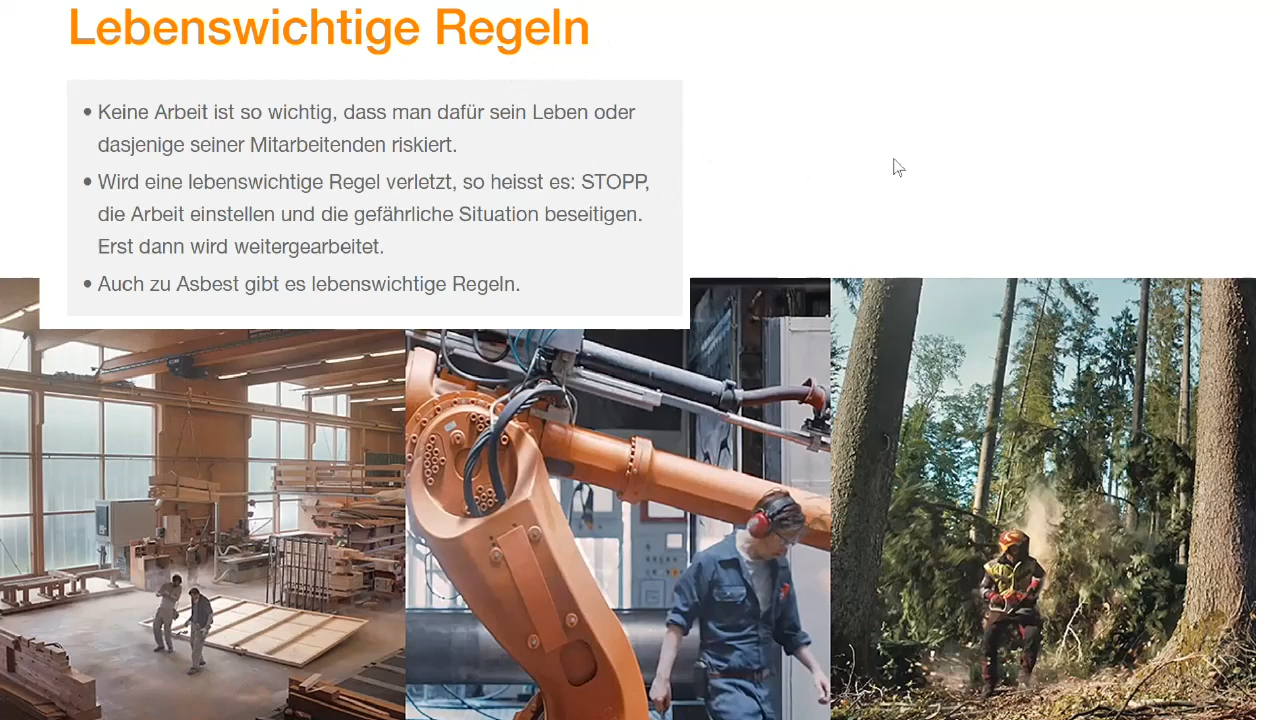 Lebenswichtige Regeln
• Keine Arbeit ist so wichtig, dass man dafür sein Leben oder
dasjenige seiner Mitarbeitenden riskiert.
• Wird eine lebenswichtige Regel verletzt, so heisst es: STOPP,
die Arbeit einstellen und die gefährliche Situation beseitigen.
Erst dann wird weitergearbeitet.
• Auch zu Asbest gibt es lebenswichtige Regeln.